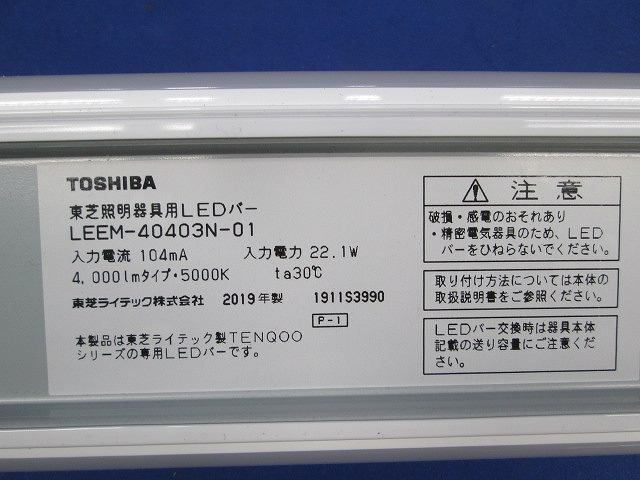 TOSHIBA
東芝照明器具用LEDバー
LEEM-40403N-01
入力電流 104mA 入力電力 22.1W
4,000lmタイプ・5000K ta30℃
東芝ライテック株式会社 2019年製 1911S3990
P-1
本製品は東芝ライテック製TENQOO
シリーズの専用LEDバーです。
注意
破損・感電のおそれあり
・精密電気器具のため、LED
バーをひねらないでください。
取り付け方法については本体の
取扱説明書をご参照ください。
LEDバー交換時は器具本体
記載の送り容量にご注意くだ
さい。